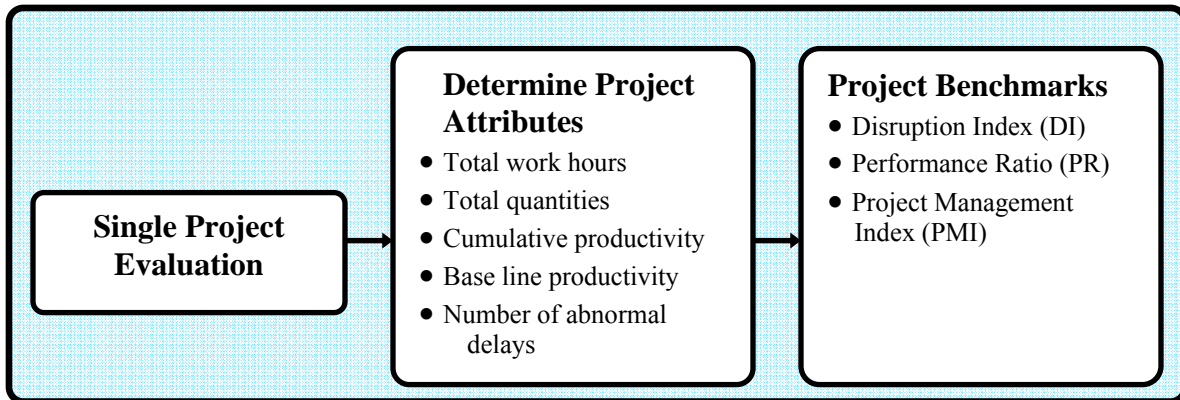 Single Project
Evaluation
Determine Project
Attributes
• Total work hours
• Total quantities
• Cumulative productivity
• Base line productivity
• Number of abnormal
delays
Project Benchmarks
• Disruption Index (DI)
• Performance Ratio (PR)
• Project Management
Index (PMI)